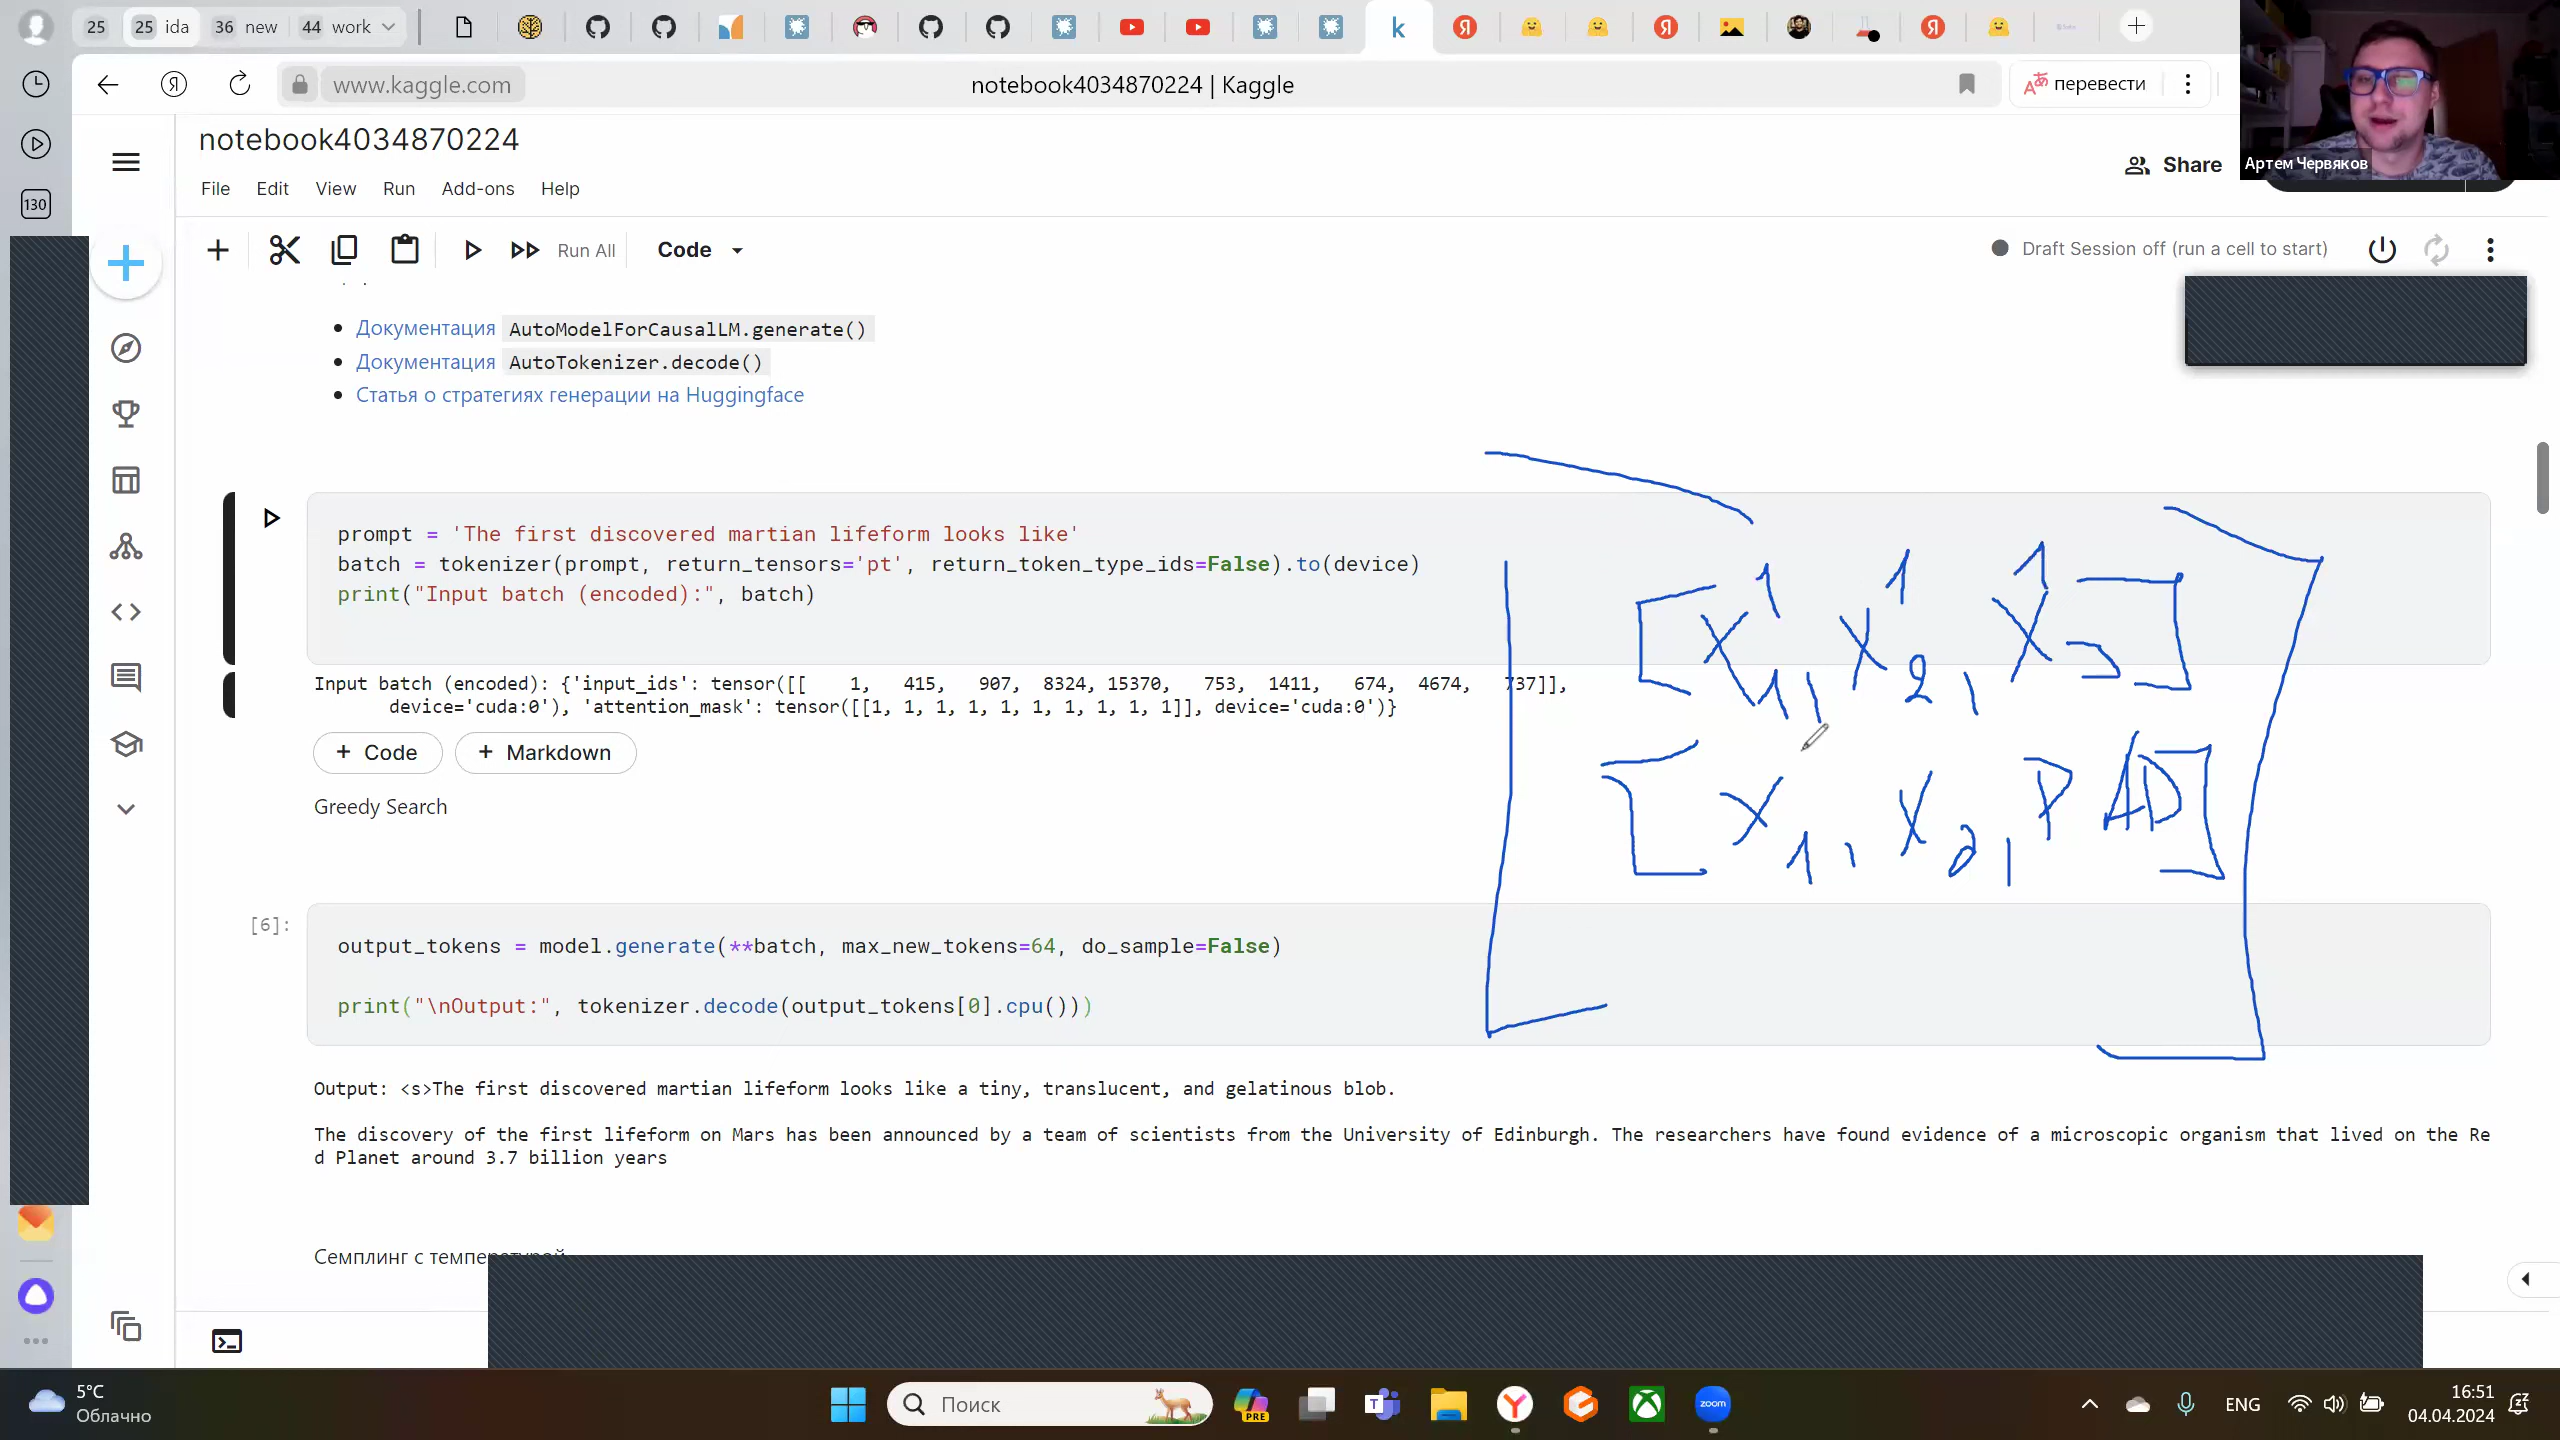 25
25 ida
36 new
44 work
www.kaggle.com
notebook4034870224 | Kaggle
перевести
Артем Червяков
130
notebook4034870224
Share
File Edit View Run Add-ons Help
Run All
Code
Draft Session off (run a cell to start)
Документация AutoModelForCausalLM.generate()
Документация AutoTokenizer.decode()
Статья о стратегиях генерации на Huggingface
prompt = 'The first discovered martian lifeform looks like'
batch = tokenizer(prompt, return_tensors='pt', return_token_type_ids=False).to(device)
print("Input batch (encoded):", batch)
[X¹₁, X¹₂, X¹₃]
Input batch (encoded): {'input_ids': tensor([[ 1, 415, 907, 8324, 15370, 753, 1411, 674, 4674, 737]],
device='cuda:0'), 'attention_mask': tensor([[1, 1, 1, 1, 1, 1, 1, 1, 1, 1]], device='cuda:0')}
+ Code
+ Markdown
[X₁, X₂, PAD]
Greedy Search
[6]:
output_tokens = model.generate(**batch, max_new_tokens=64, do_sample=False)
print("\nOutput:", tokenizer.decode(output_tokens[0].cpu()))
Output: <s>The first discovered martian lifeform looks like a tiny, translucent, and gelatinous blob.
The discovery of the first lifeform on Mars has been announced by a team of scientists from the University of Edinburgh. The researchers have found evidence of a microscopic organism that lived on the Re
d Planet around 3.7 billion years
Семплинг с температурой
5°C
Облачно
Поиск
PRE
zoom
ENG
16:51
04.04.2024